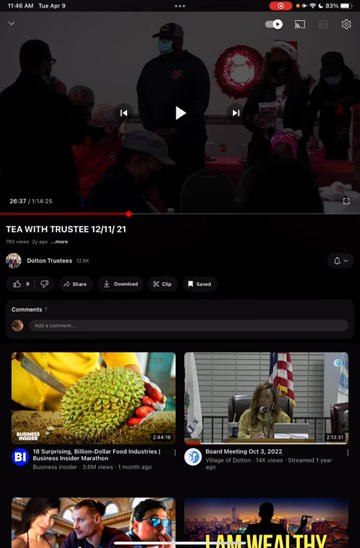 11:46 AM Tue Apr 9
83%
26:37 / 1:14:25
TEA WITH TRUSTEE 12/11/ 21
760 views 2y ago ...more
Dolton Trustees 12.6K
9 Share Download Clip Saved
Comments 7
Add a comment...
BUSINESS
INSIDER
2:44:19
2:13:31
BI
18 Surprising, Billion-Dollar Food Industries |
Business Insider Marathon
Business Insider · 3.6M views · 1 month ago
Board Meeting Oct 3, 2022
Village of Dolton · 14K views · Streamed 1 year
ago
I AM WEALTHY